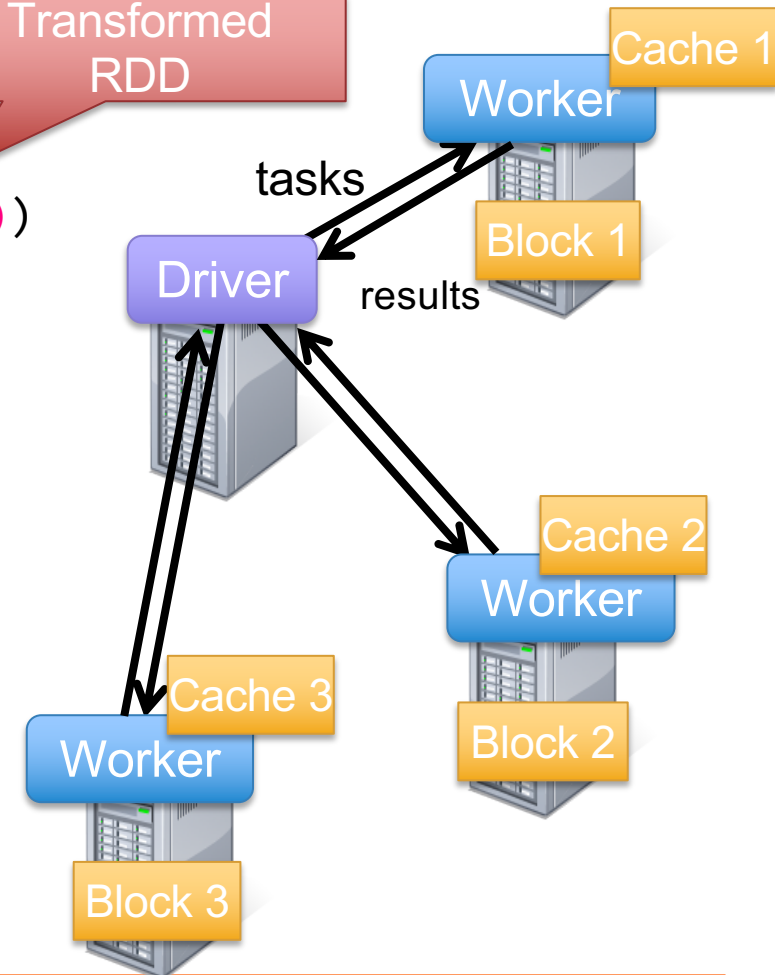 Transformed
RDD
Cache 1
Worker
tasks
)
)
Block 1
Driver
results
Cache 2
Worker
Cache 3
Block 2
Worker
Block 3